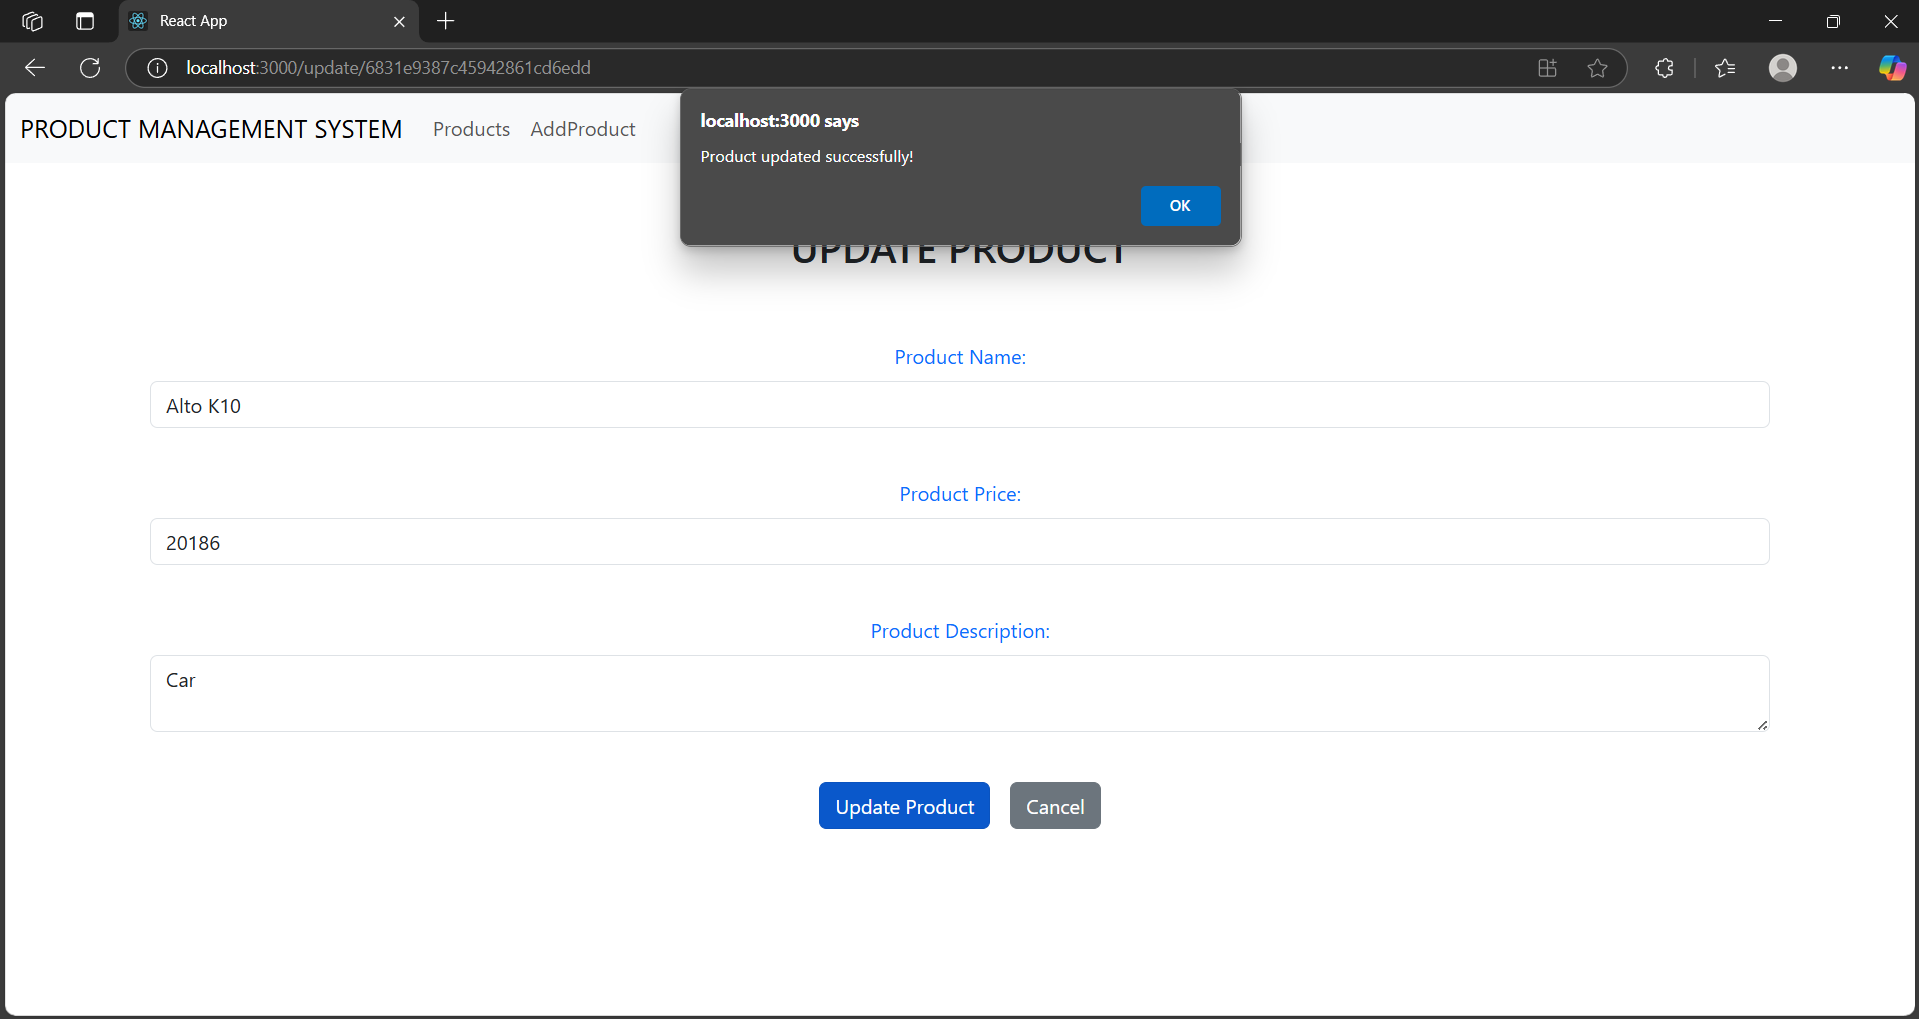 React App
localhost:3000/update/6831e9387c45942861cd6edd
PRODUCT MANAGEMENT SYSTEM Products AddProduct
localhost:3000 says
Product updated successfully!
OK
UPDATE PRODUCT
Product Name:
Alto K10
Product Price:
20186
Product Description:
Car
Update Product Cancel